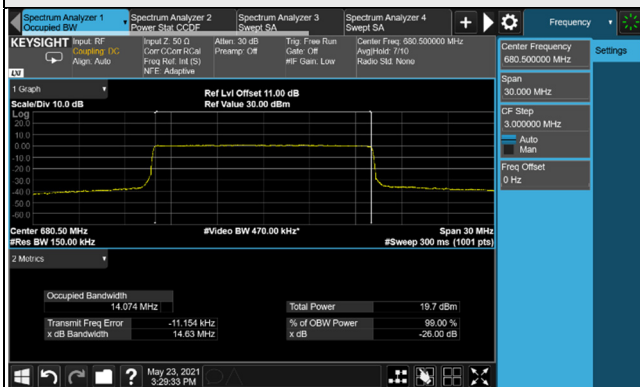 Spectrum Analyzer 1
Occupied BW
Spectrum Analyzer 2
Power Stat CCDF
Spectrum Analyzer 3
Swept SA
Spectrum Analyzer 4
Swept SA
Frequency
KEYSIGHT
Input: RF
Coupling: DC
Align: Auto
Input Z: 50 Ω
Corr CCorr RCal
Freq Ref: Int (S)
NFE: Adaptive
Atten: 30 dB
Preamp: Off
Trig: Free Run
Gate: Off
#IF Gain: Low
Center Freq: 680.500000 MHz
Avg|Hold: 7/10
Radio Std: None
LXI
Center Frequency
680.500000 MHz
Settings
Span
30.000 MHz
CF Step
3.000000 MHz
Auto
Man
Freq Offset
0 Hz
1 Graph
Scale/Div 10.0 dB
Ref Lvl Offset 11.00 dB
Ref Value 30.00 dBm
Log
20.0
10.0
0.00
-10.0
-20.0
-30.0
-40.0
-50.0
-60.0
Center 680.50 MHz
#Video BW 470.00 kHz*
Span 30 MHz
#Res BW 150.00 kHz
#Sweep 300 ms (1001 pts)
2 Metrics
Occupied Bandwidth
14.074 MHz
Total Power 19.7 dBm
Transmit Freq Error -11.154 kHz
% of OBW Power 99.00 %
x dB Bandwidth 14.63 MHz
x dB -26.00 dB
May 23, 2021
3:29:33 PM